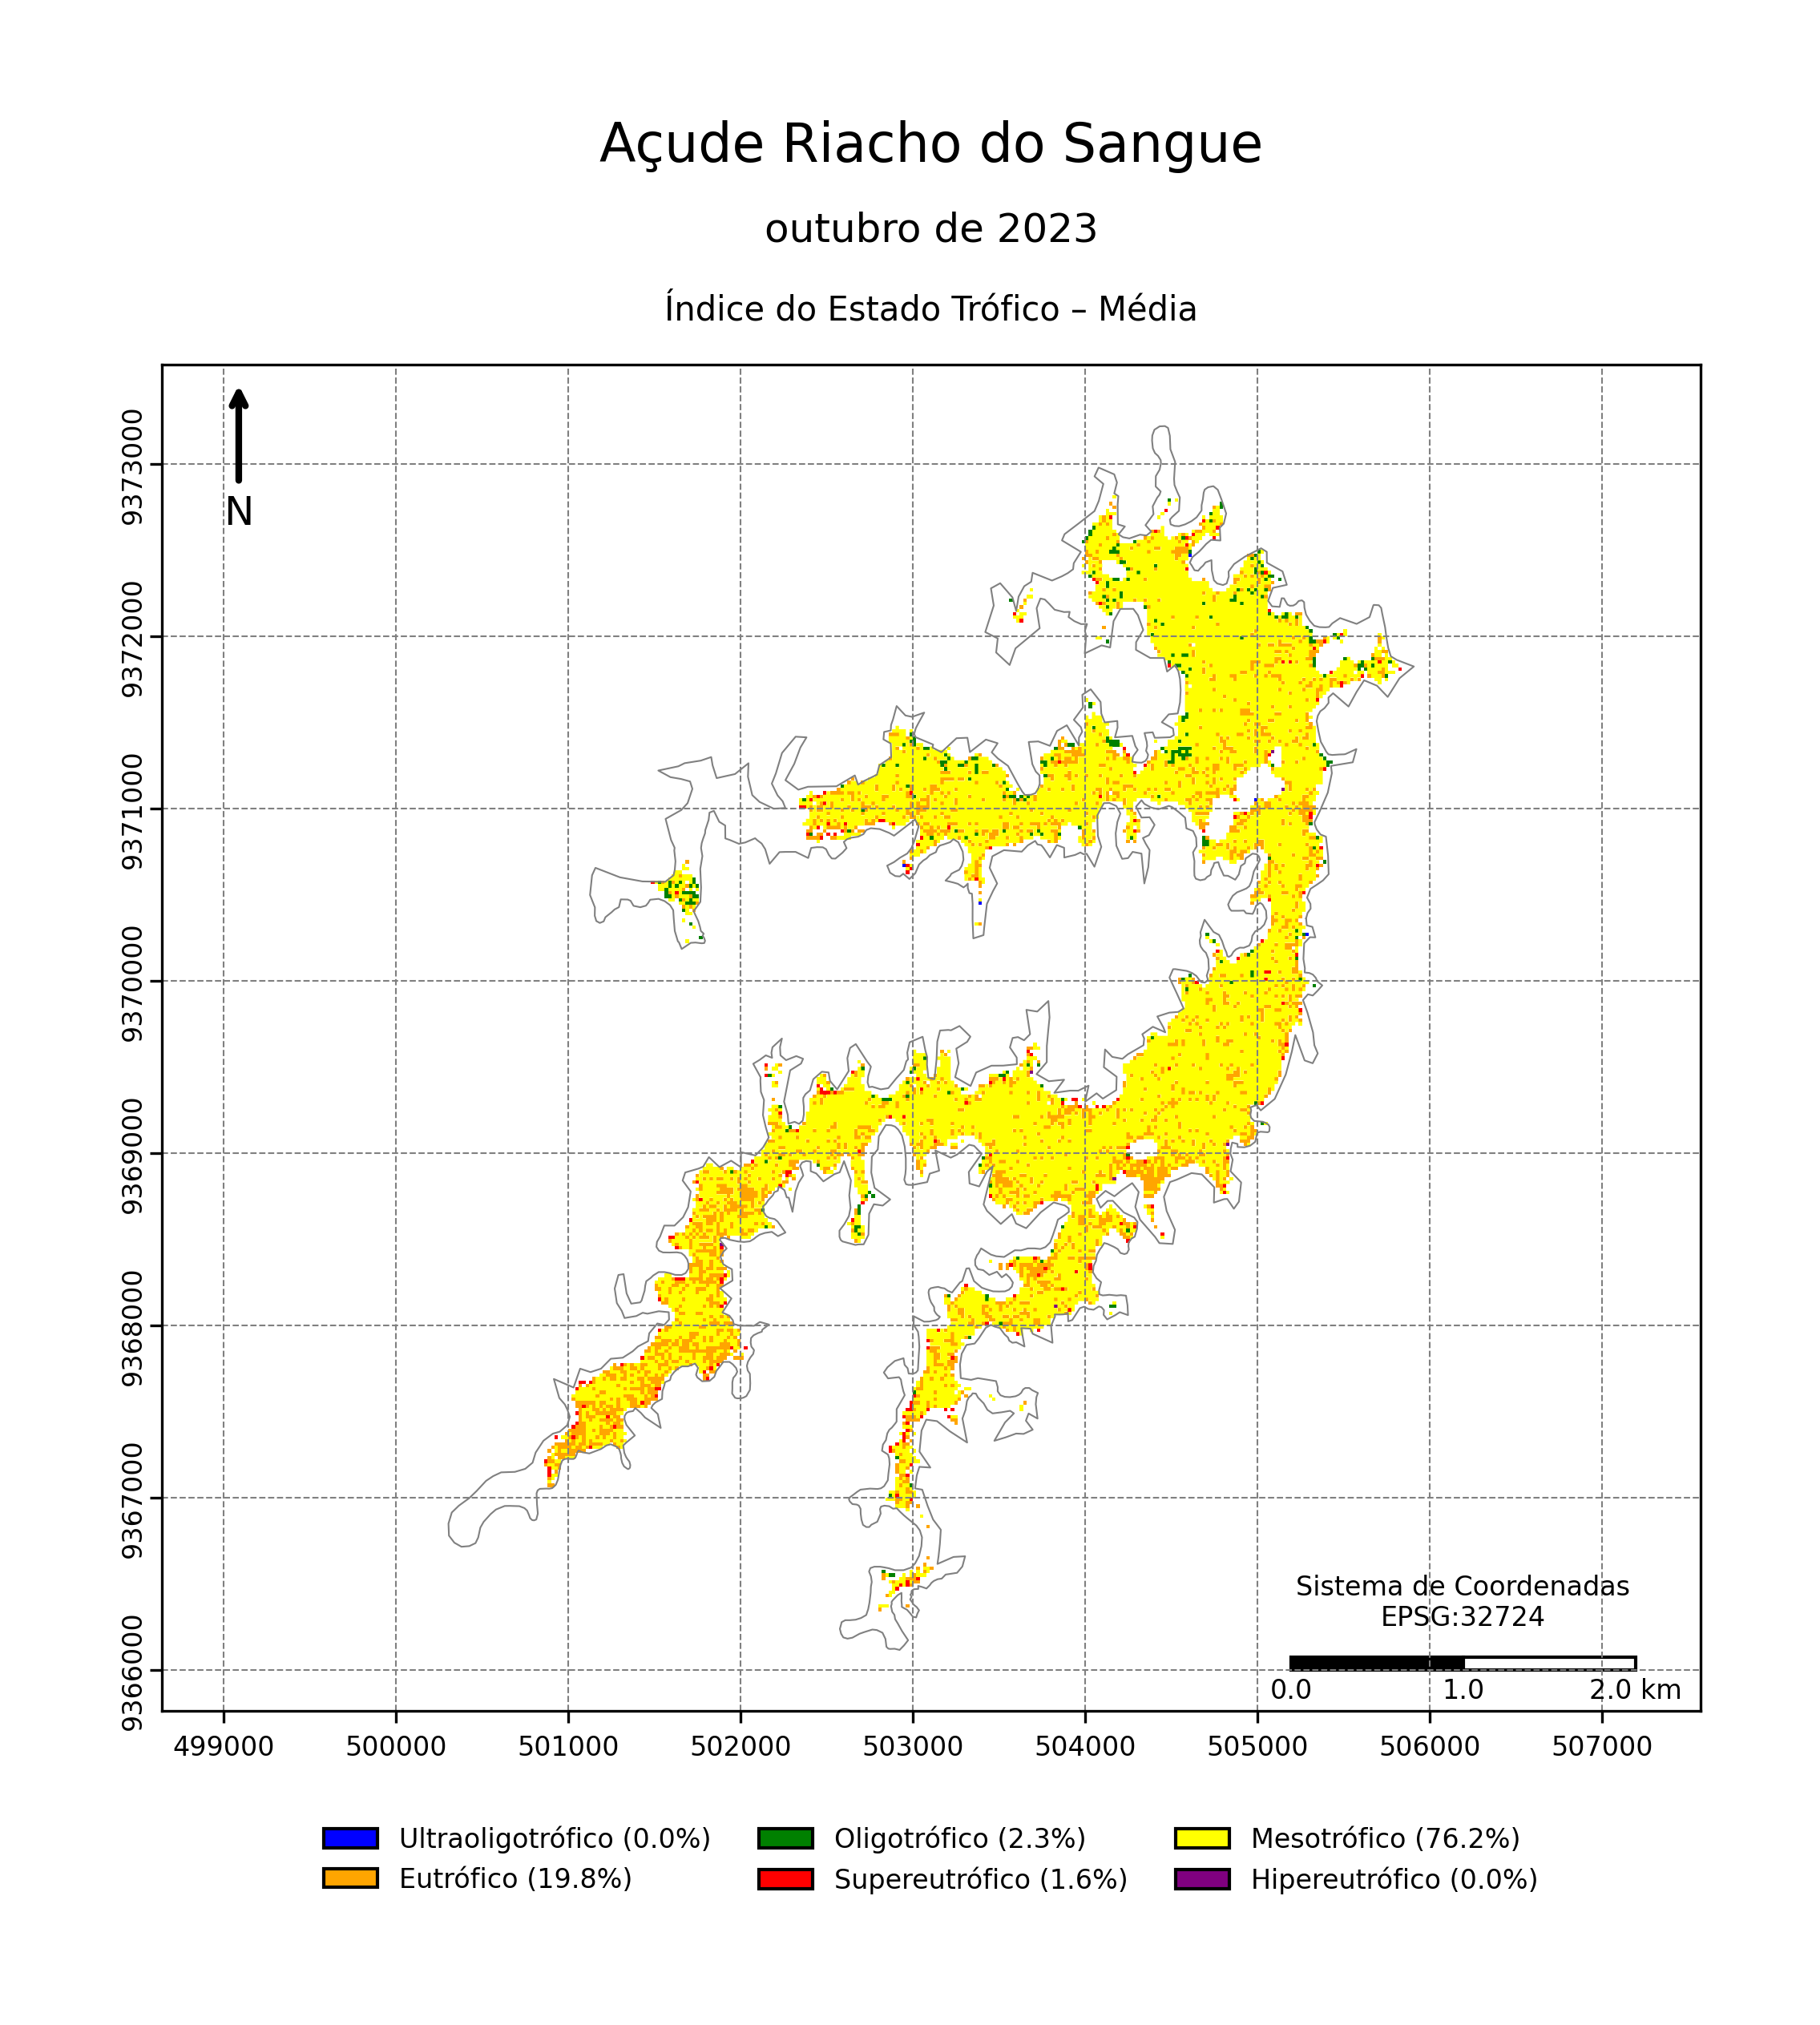 Açude Riacho do Sangue
outubro de 2023
Índice do Estado Trófico – Média
N
9373000
9372000
9371000
9370000
9369000
9368000
9367000
9366000
Sistema de Coordenadas
EPSG:32724
0.0 1.0 2.0 km
499000 500000 501000 502000 503000 504000 505000 506000 507000
Ultraoligotrófico (0.0%) Oligotrófico (2.3%) Mesotrófico (76.2%)
Eutrófico (19.8%) Supereutrófico (1.6%) Hipereutrófico (0.0%)